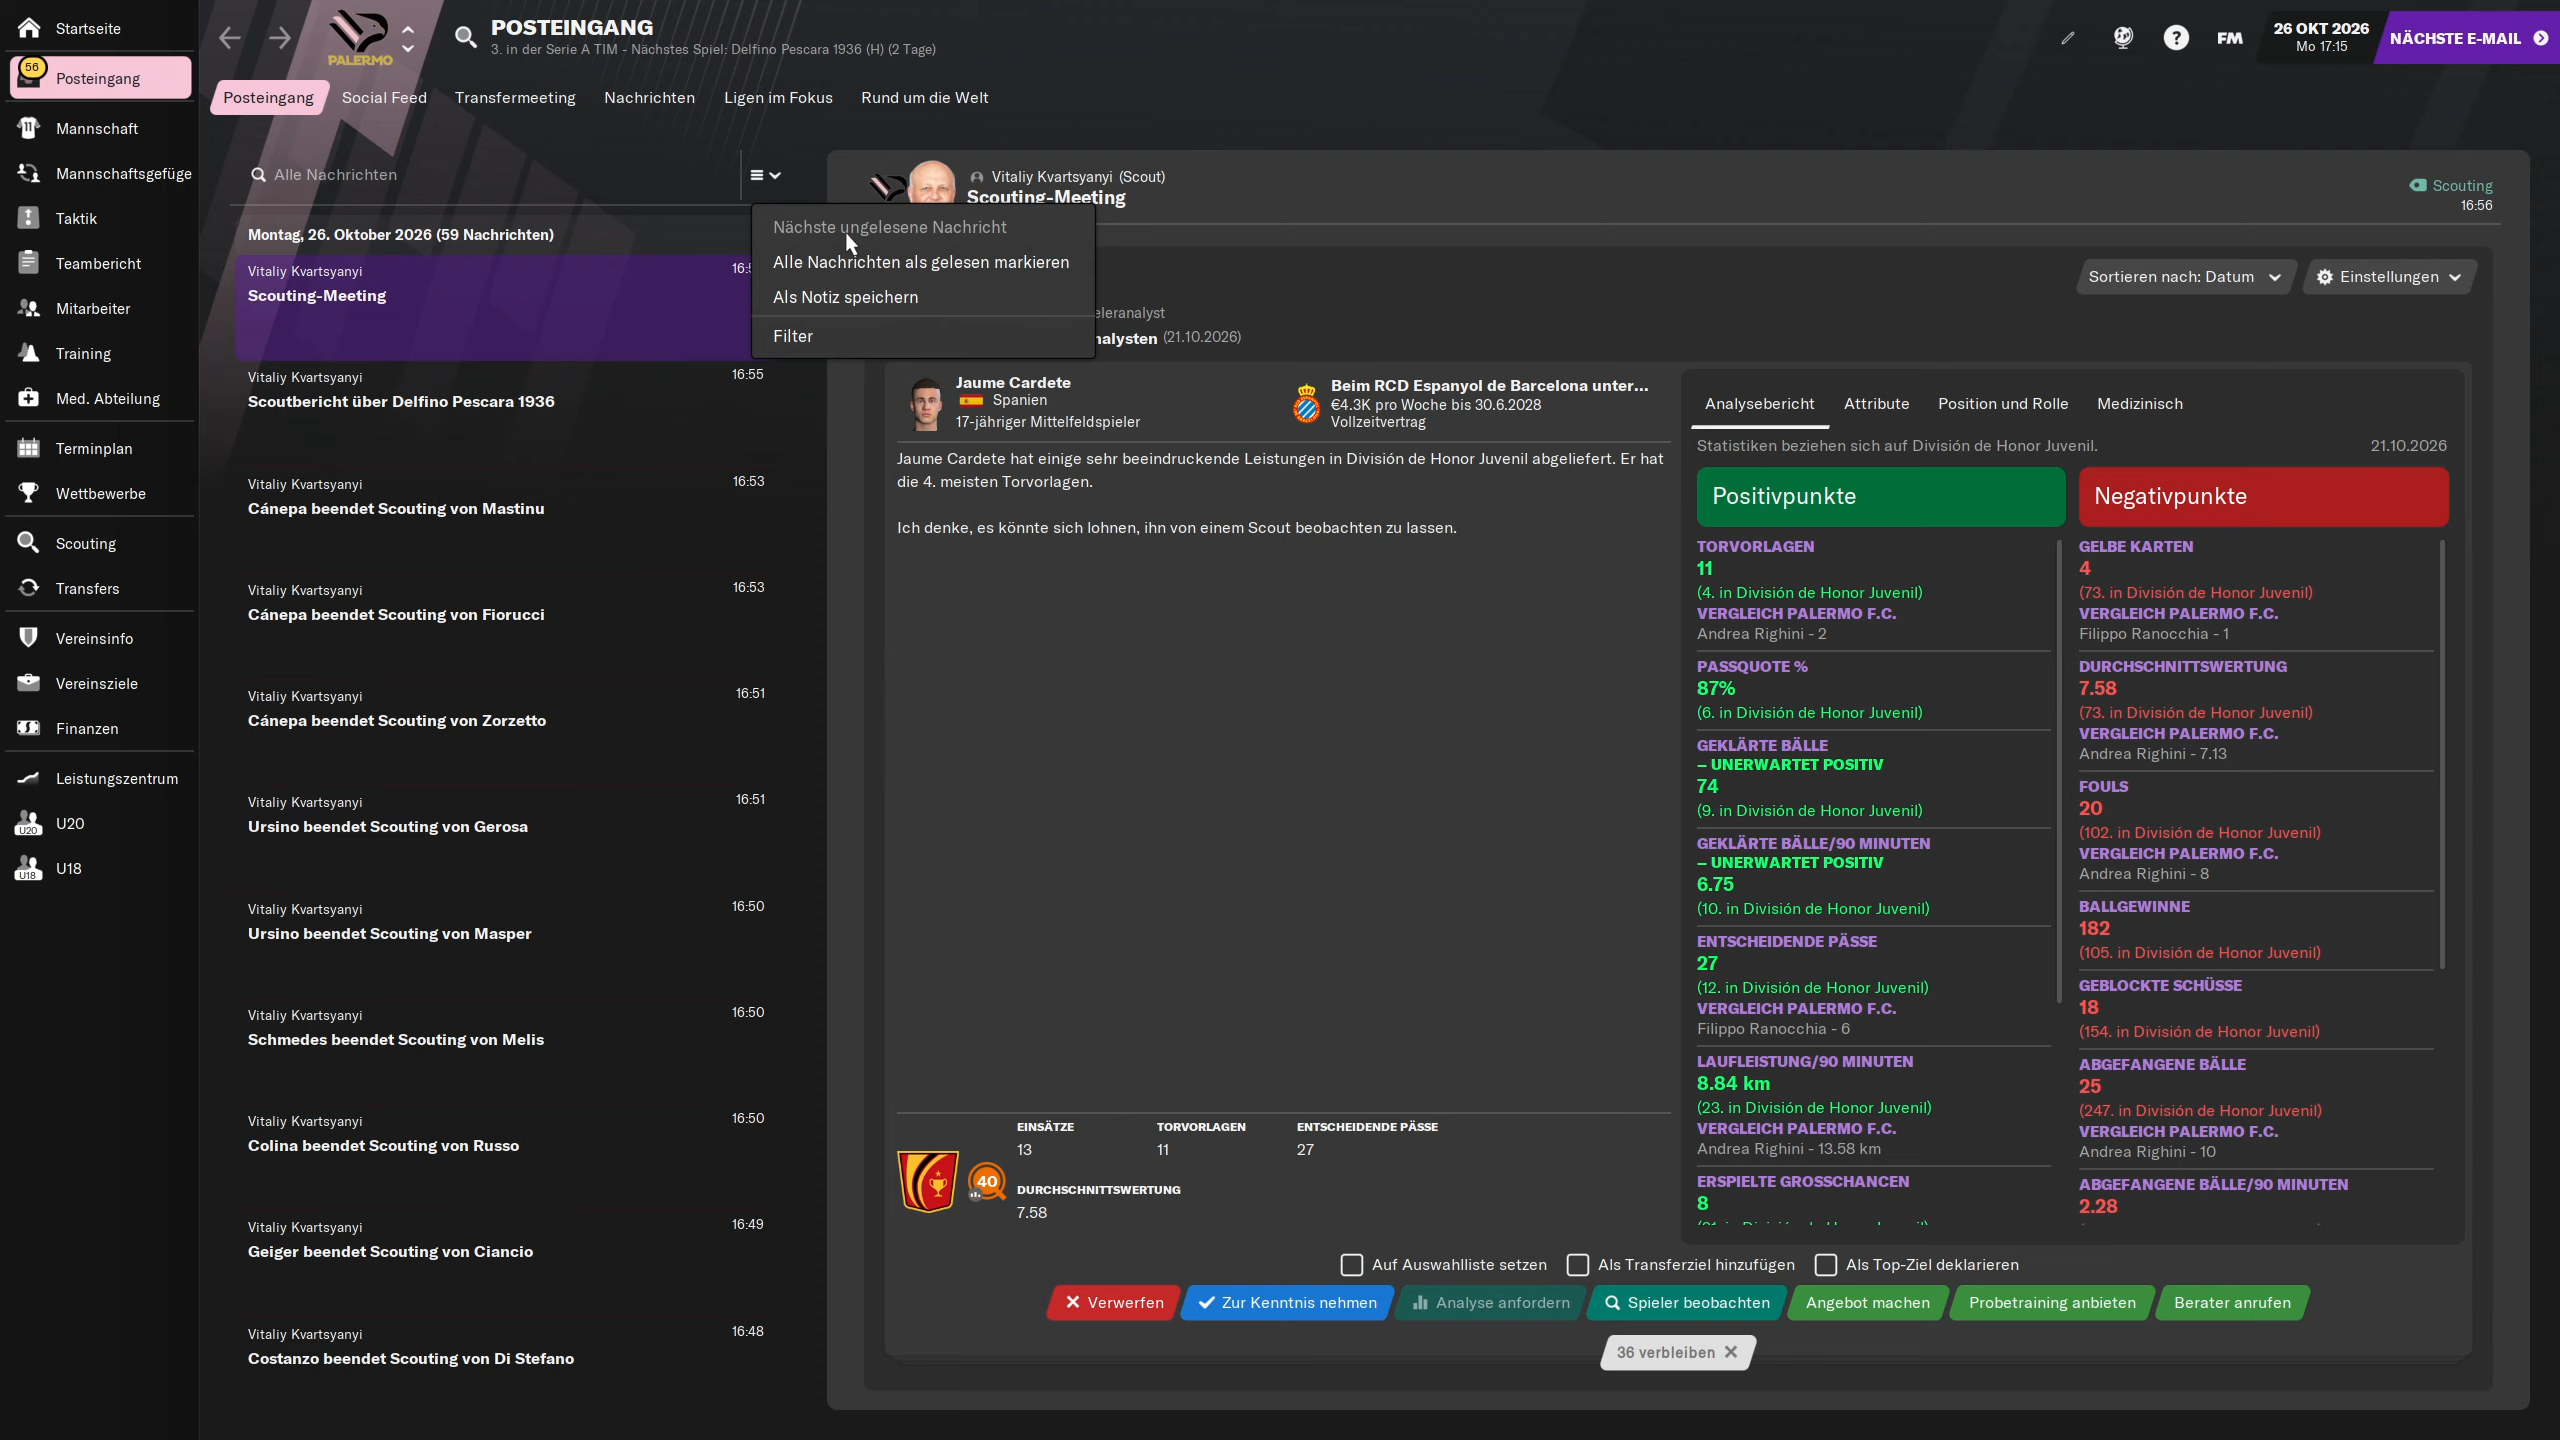 Startseite
56
Posteingang
Mannschaft
Mannschaftsgefüge
Taktik
Teambericht
Mitarbeiter
Training
Med. Abteilung
Terminplan
Wettbewerbe
Scouting
Transfers
Vereinsinfo
Vereinsziele
Finanzen
Leistungszentrum
U20
U20
U18
U18
PALERMO
POSTEINGANG
3. in der Serie A TIM - Nächstes Spiel: Delfino Pescara 1936 (H) (2 Tage)
FM
26 OKT 2026
Mo 17:15
NÄCHSTE E-MAIL
Posteingang Social Feed Transfermeeting Nachrichten Ligen im Fokus Rund um die Welt
Alle Nachrichten
Montag, 26. Oktober 2026 (59 Nachrichten)
Vitaliy Kvartsyanyi
Scouting-Meeting
Vitaliy Kvartsyanyi 16:55
Scoutbericht über Delfino Pescara 1936
Vitaliy Kvartsyanyi 16:53
Cánepa beendet Scouting von Mastinu
Vitaliy Kvartsyanyi 16:53
Cánepa beendet Scouting von Fiorucci
Vitaliy Kvartsyanyi 16:51
Cánepa beendet Scouting von Zorzetto
Vitaliy Kvartsyanyi 16:51
Ursino beendet Scouting von Gerosa
Vitaliy Kvartsyanyi 16:50
Ursino beendet Scouting von Masper
Vitaliy Kvartsyanyi 16:50
Schmedes beendet Scouting von Melis
Vitaliy Kvartsyanyi 16:50
Colina beendet Scouting von Russo
Vitaliy Kvartsyanyi 16:49
Geiger beendet Scouting von Ciancio
Vitaliy Kvartsyanyi 16:48
Costanzo beendet Scouting von Di Stefano
Nächste ungelesene Nachricht
Alle Nachrichten als gelesen markieren
Als Notiz speichern
Filter
Vitaliy Kvartsyanyi (Scout)
Scouting-Meeting
Scouting
16:56
Sortieren nach: Datum
Einstellungen
eleranalyst
nalysten (21.10.2026)
Jaume Cardete
Spanien
17-jähriger Mittelfeldspieler
Beim RCD Espanyol de Barcelona unter...
€4.3K pro Woche bis 30.6.2028
Vollzeitvertrag
Jaume Cardete hat einige sehr beeindruckende Leistungen in División de Honor Juvenil abgeliefert. Er hat
die 4. meisten Torvorlagen.
Ich denke, es könnte sich lohnen, ihn von einem Scout beobachten zu lassen.
40
EINSÄTZE
13
TORVORLAGEN
11
ENTSCHEIDENDE PÄSSE
27
DURCHSCHNITTSWERTUNG
7.58
Analysebericht Attribute Position und Rolle Medizinisch
Statistiken beziehen sich auf División de Honor Juvenil. 21.10.2026
Positivpunkte
TORVORLAGEN
11
(4. in División de Honor Juvenil)
VERGLEICH PALERMO F.C.
Andrea Righini - 2
PASSQUOTE %
87%
(6. in División de Honor Juvenil)
GEKLÄRTE BÄLLE
– UNERWARTET POSITIV
74
(9. in División de Honor Juvenil)
GEKLÄRTE BÄLLE/90 MINUTEN
– UNERWARTET POSITIV
6.75
(10. in División de Honor Juvenil)
ENTSCHEIDENDE PÄSSE
27
(12. in División de Honor Juvenil)
VERGLEICH PALERMO F.C.
Filippo Ranocchia - 6
LAUFLEISTUNG/90 MINUTEN
8.84 km
(23. in División de Honor Juvenil)
VERGLEICH PALERMO F.C.
Andrea Righini - 13.58 km
ERSPIELTE GROSSCHANCEN
8
Negativpunkte
GELBE KARTEN
4
(73. in División de Honor Juvenil)
VERGLEICH PALERMO F.C.
Filippo Ranocchia - 1
DURCHSCHNITTSWERTUNG
7.58
(73. in División de Honor Juvenil)
VERGLEICH PALERMO F.C.
Andrea Righini - 7.13
FOULS
20
(102. in División de Honor Juvenil)
VERGLEICH PALERMO F.C.
Andrea Righini - 8
BALLGEWINNE
182
(105. in División de Honor Juvenil)
GEBLOCKTE SCHÜSSE
18
(154. in División de Honor Juvenil)
ABGEFANGENE BÄLLE
25
(247. in División de Honor Juvenil)
VERGLEICH PALERMO F.C.
Andrea Righini - 10
ABGEFANGENE BÄLLE/90 MINUTEN
2.28
Auf Auswahlliste setzen Als Transferziel hinzufügen Als Top-Ziel deklarieren
Verwerfen Zur Kenntnis nehmen Analyse anfordern Spieler beobachten Angebot machen Probetraining anbieten Berater anrufen
36 verbleiben